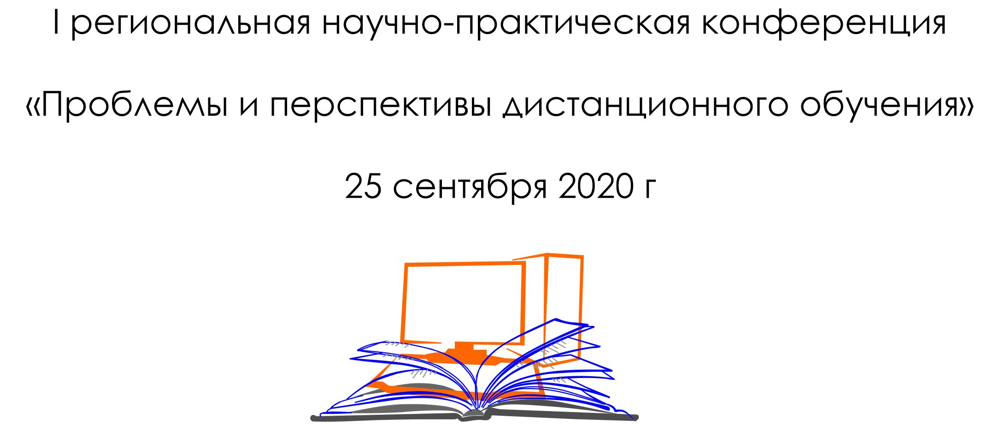 I региональная научно-практическая конференция
«Проблемы и перспективы дистанционного обучения»
25 сентября 2020 г